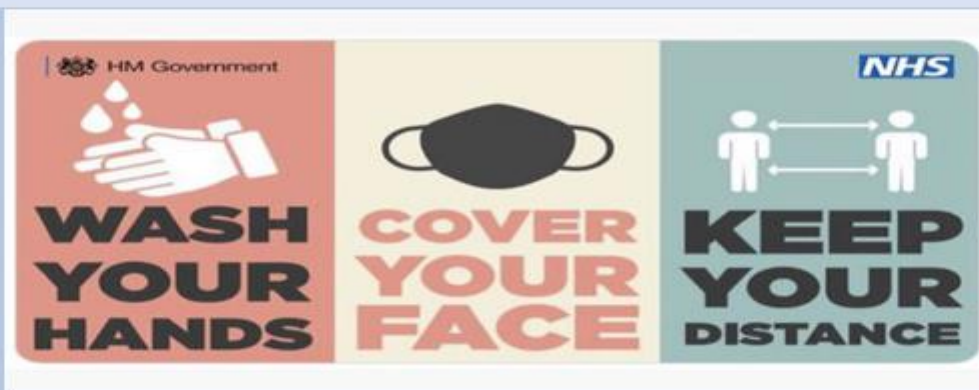 HM Government
NHS
WASH
YOUR
HANDS
COVER
YOUR
FACE
KEEP
YOUR
DISTANCE